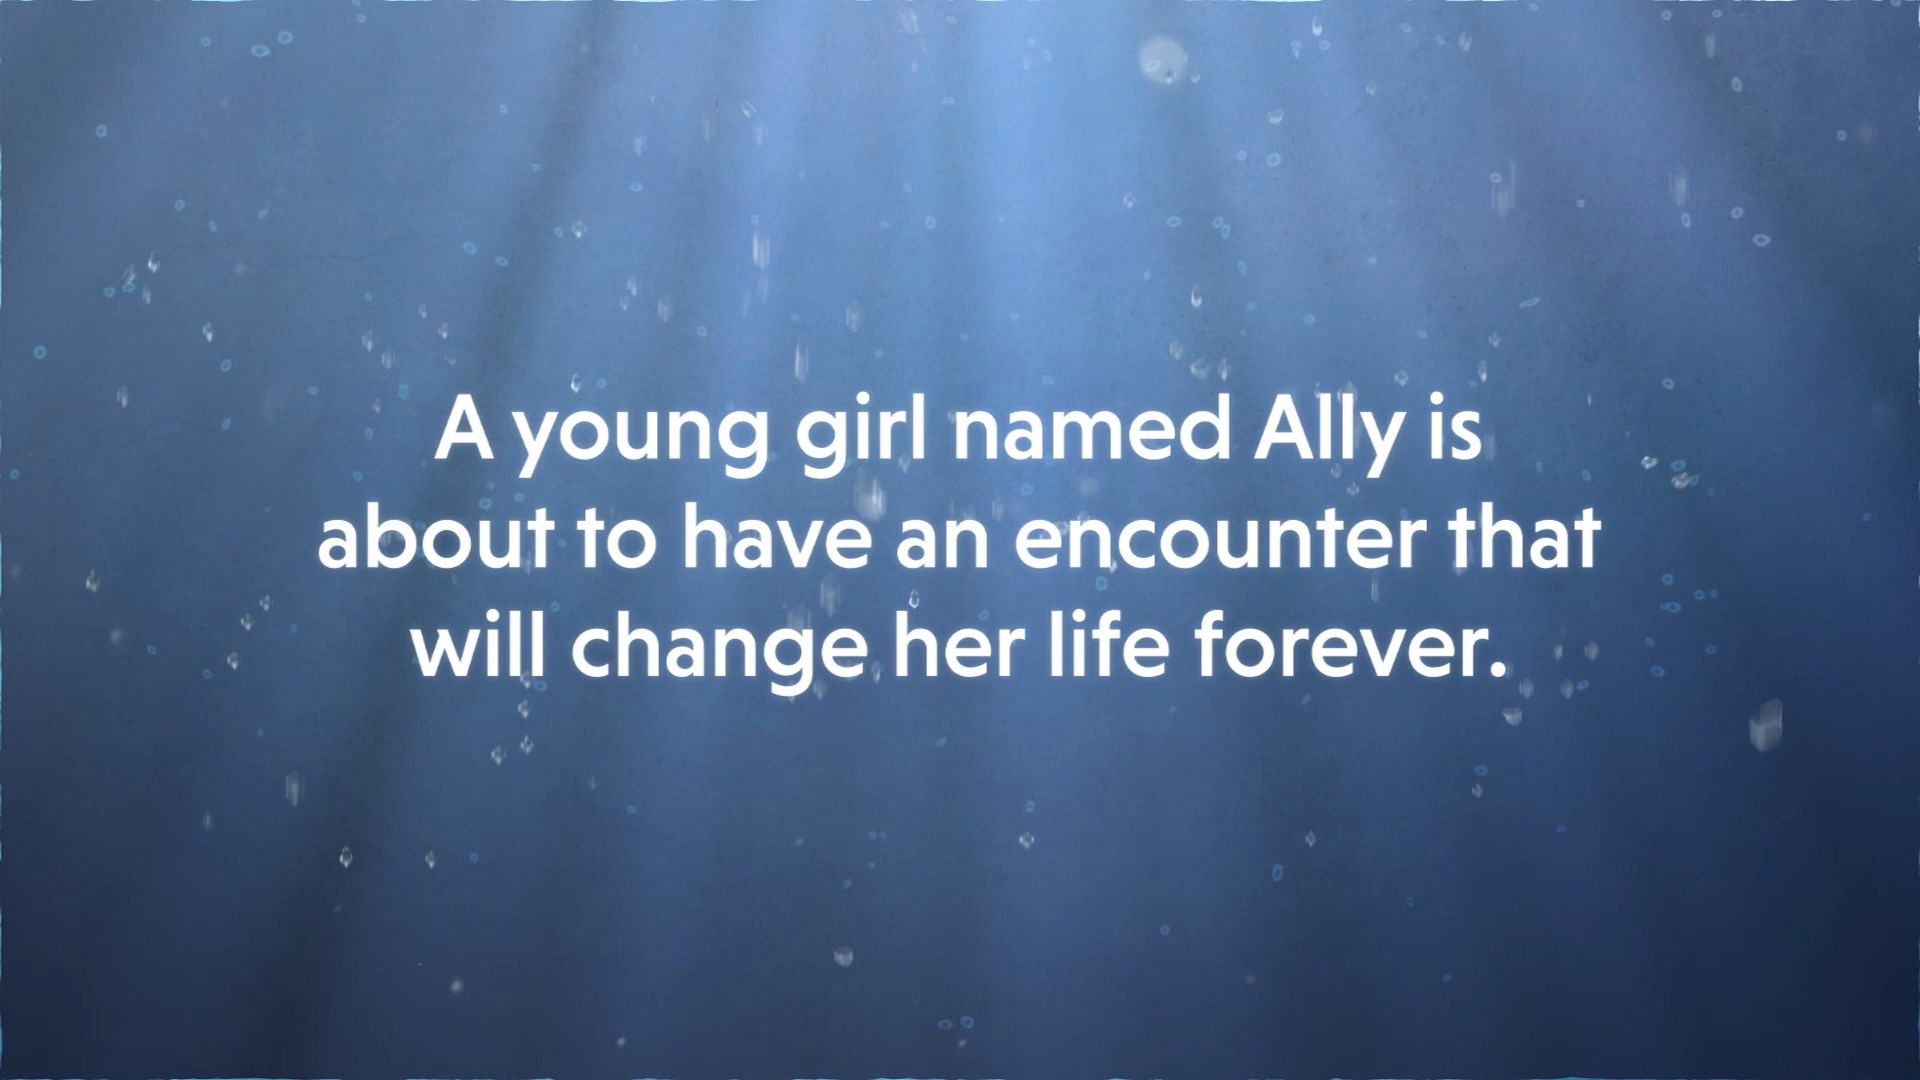 A young girl named Ally is
about to have an encounter that
will change her life forever.